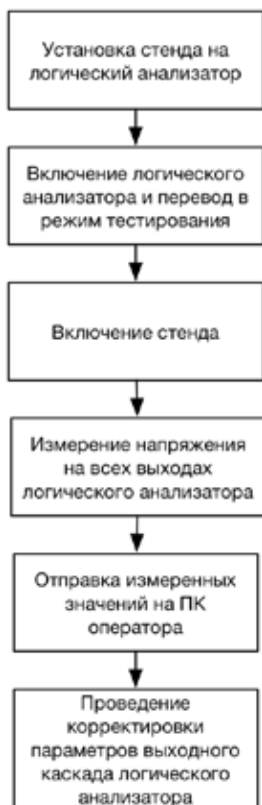 Установка стенда на
логический анализатор
Включение логического
анализатора и перевод в
режим тестирования
Включение стенда
Измерение напряжения
на всех выходах
логического анализатора
Отправка измеренных
значений на ПК
оператора
Проведение
корректировки
параметров выходного
каскада логического
анализатора